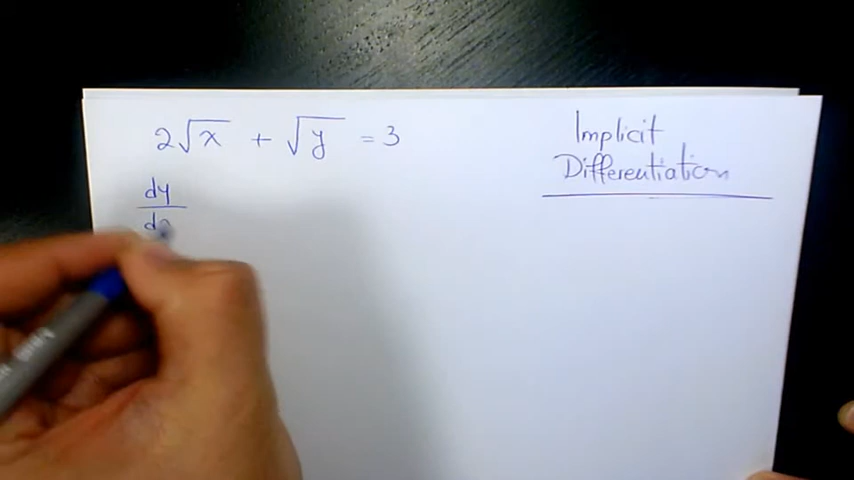 2√x + √y = 3
Implicit
Differentiation
dy